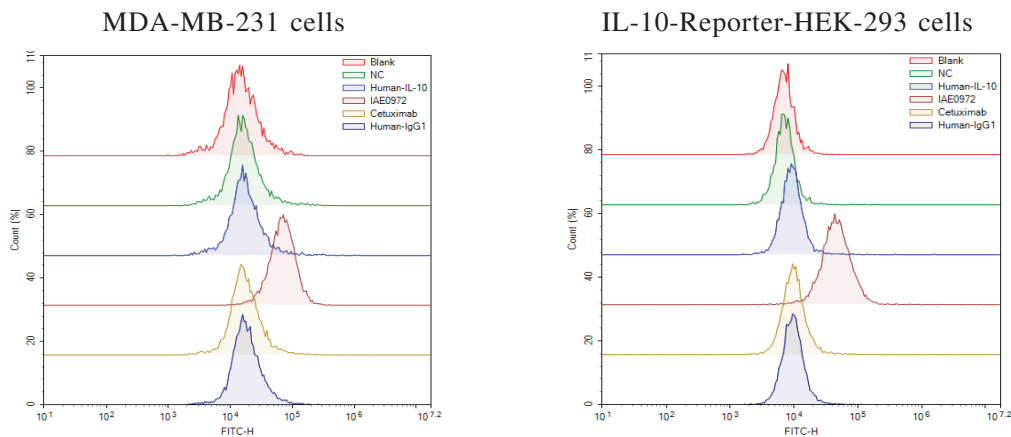 MDA-MB-231 cells
110
100
80
60
40
20
0
Count (%)
Blank
NC
Human-IL-10
IAE0972
Cetuximab
Human-IgG1
10^1 10^2 10^3 10^4 10^5 10^6 10^7.2
FITC-H
IL-10-Reporter-HEK-293 cells
110
100
80
60
40
20
0
Count (%)
Blank
NC
Human-IL-10
IAE0972
Cetuximab
Human-IgG1
10^1 10^2 10^3 10^4 10^5 10^6 10^7.2
FITC-H